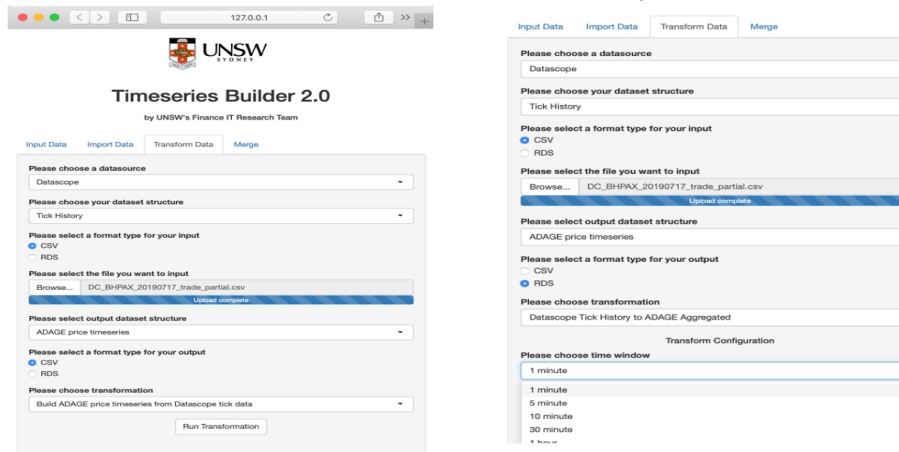 127.0.0.1
UNSW
SYDNEY
Timeseries Builder 2.0
by UNSW's Finance IT Research Team
Input Data Import Data Transform Data Merge
Please choose a datasource
Datascope
Please choose your dataset structure
Tick History
Please select a format type for your input
CSV
RDS
Please select the file you want to input
Browse... DC_BHPAX_20190717_trade_partial.csv
Upload complete
Please select output dataset structure
ADAGE price timeseries
Please select a format type for your output
CSV
RDS
Please choose transformation
Build ADAGE price timeseries from Datascope tick data
Run Transformation
Input Data Import Data Transform Data Merge
Please choose a datasource
Datascope
Please choose your dataset structure
Tick History
Please select a format type for your input
CSV
RDS
Please select the file you want to input
Browse... DC_BHPAX_20190717_trade_partial.csv
Upload complete
Please select output dataset structure
ADAGE price timeseries
Please select a format type for your output
CSV
RDS
Please choose transformation
Datascope Tick History to ADAGE Aggregated
Transform Configuration
Please choose time window
1 minute
1 minute
5 minute
10 minute
30 minute
1 hour